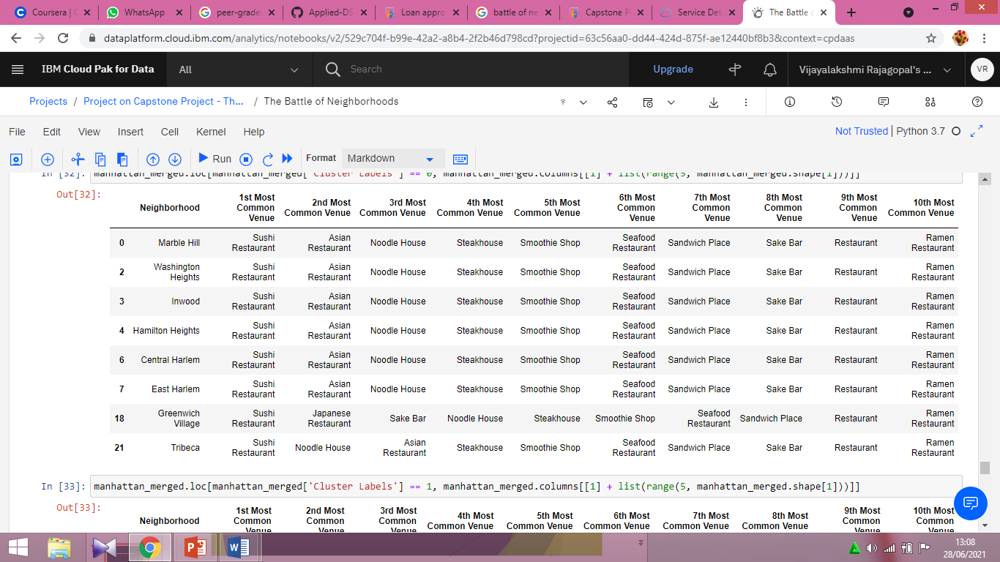 Coursera | C
WhatsApp
peer-grade
Applied-DS
Loan appro
battle of ne
Capstone P
Service Det
The Battle o
dataplatform.cloud.ibm.com/analytics/notebooks/v2/529c704f-b99e-42a2-a8b4-2f2b46d798cd?projectid=63c56aa0-dd44-424d-875f-ae12440bf8b3&context=cpdaas
IBM Cloud Pak for Data All Search Upgrade Vijayalakshmi Rajagopal's ... VR
Projects / Project on Capstone Project - Th... / The Battle of Neighborhoods
File Edit View Insert Cell Kernel Help Not Trusted | Python 3.7
Run Format Markdown
In [32]: manhattan_merged.loc[manhattan_merged['Cluster Labels'] == 0, manhattan_merged.columns[[1] + list(range(5, manhattan_merged.shape[1]))]]
Out[32]:
Neighborhood 1st Most Common Venue 2nd Most Common Venue 3rd Most Common Venue 4th Most Common Venue 5th Most Common Venue 6th Most Common Venue 7th Most Common Venue 8th Most Common Venue 9th Most Common Venue 10th Most Common Venue
0 Marble Hill Sushi Restaurant Asian Restaurant Noodle House Steakhouse Smoothie Shop Seafood Restaurant Sandwich Place Sake Bar Restaurant Ramen Restaurant
2 Washington Heights Sushi Restaurant Asian Restaurant Noodle House Steakhouse Smoothie Shop Seafood Restaurant Sandwich Place Sake Bar Restaurant Ramen Restaurant
3 Inwood Sushi Restaurant Asian Restaurant Noodle House Steakhouse Smoothie Shop Seafood Restaurant Sandwich Place Sake Bar Restaurant Ramen Restaurant
4 Hamilton Heights Sushi Restaurant Asian Restaurant Noodle House Steakhouse Smoothie Shop Seafood Restaurant Sandwich Place Sake Bar Restaurant Ramen Restaurant
6 Central Harlem Sushi Restaurant Asian Restaurant Noodle House Steakhouse Smoothie Shop Seafood Restaurant Sandwich Place Sake Bar Restaurant Ramen Restaurant
7 East Harlem Sushi Restaurant Asian Restaurant Noodle House Steakhouse Smoothie Shop Seafood Restaurant Sandwich Place Sake Bar Restaurant Ramen Restaurant
18 Greenwich Village Sushi Restaurant Japanese Restaurant Sake Bar Noodle House Steakhouse Smoothie Shop Seafood Restaurant Sandwich Place Restaurant Ramen Restaurant
21 Tribeca Sushi Restaurant Noodle House Asian Restaurant Steakhouse Smoothie Shop Seafood Restaurant Sandwich Place Sake Bar Restaurant Ramen Restaurant
In [33]: manhattan_merged.loc[manhattan_merged['Cluster Labels'] == 1, manhattan_merged.columns[[1] + list(range(5, manhattan_merged.shape[1]))]]
Out[33]:
Neighborhood 1st Most Common Venue 2nd Most Common Venue 3rd Most Common Venue 4th Most Common Venue 5th Most Common Venue 6th Most Common Venue 7th Most Common Venue 8th Most Common Venue 9th Most Common Venue 10th Most Common Venue
13:08
28/06/2021